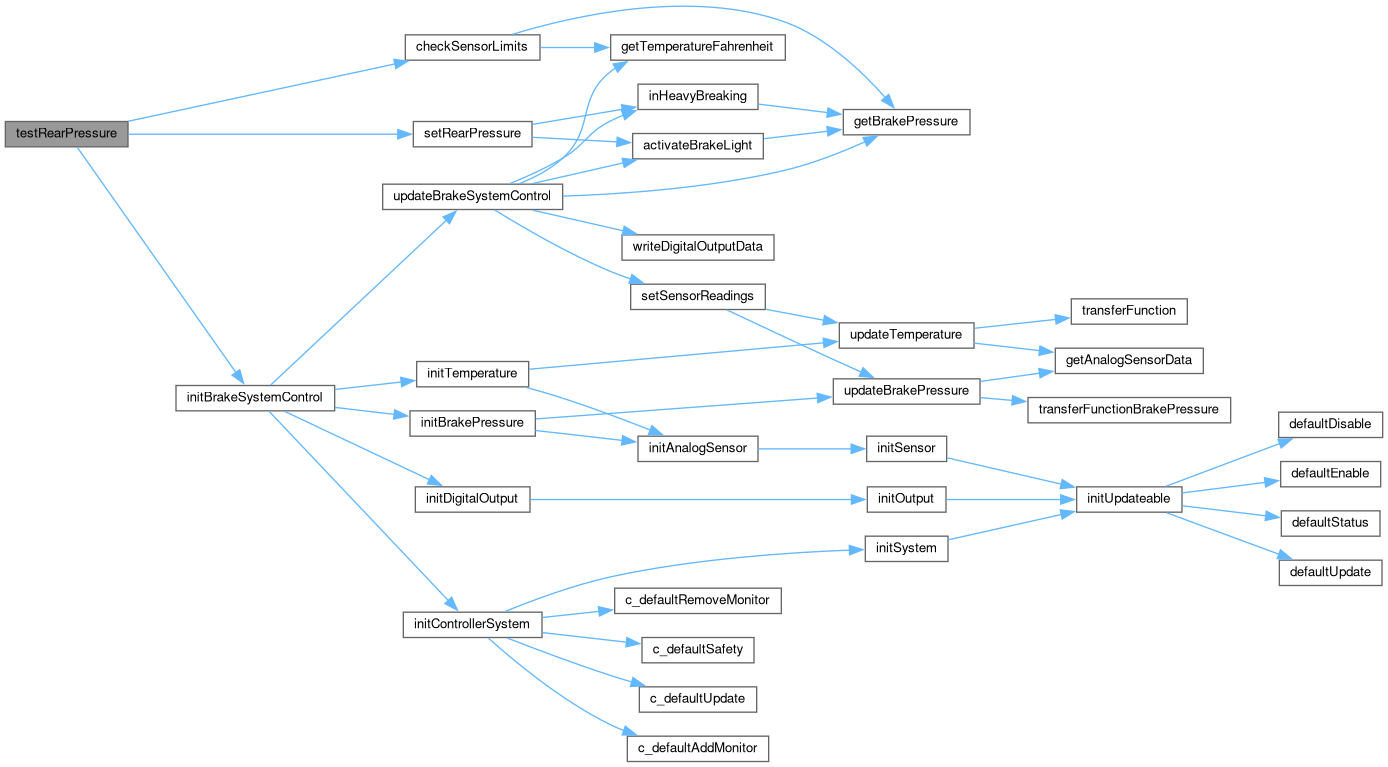 testRearPressure
checkSensorLimits
setRearPressure
updateBrakeSystemControl
initBrakeSystemControl
initTemperature
initBrakePressure
initDigitalOutput
initControllerSystem
getTemperatureFahrenheit
inHeavyBreaking
activateBrakeLight
writeDigitalOutputData
setSensorReadings
initAnalogSensor
c_defaultRemoveMonitor
c_defaultSafety
c_defaultUpdate
c_defaultAddMonitor
getBrakePressure
updateTemperature
updateBrakePressure
initSensor
initOutput
initSystem
transferFunction
getAnalogSensorData
transferFunctionBrakePressure
initUpdateable
defaultDisable
defaultEnable
defaultStatus
defaultUpdate